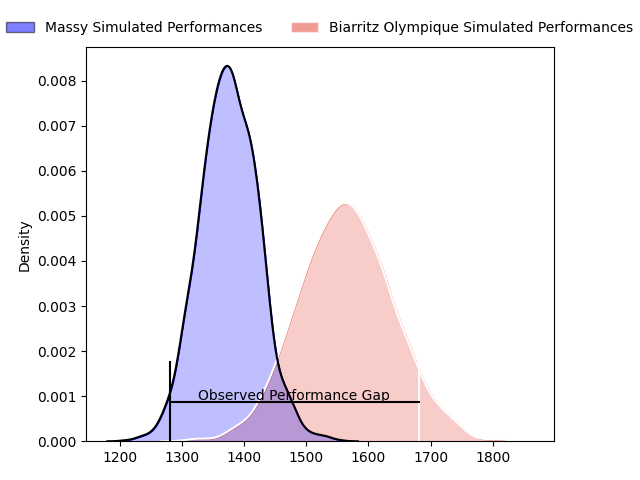 Massy Simulated Performances Biarritz Olympique Simulated Performances
0.008
0.007
0.006
0.005
0.004
0.003
0.002
0.001
0.000
Density
Observed Performance Gap
1200 1300 1400 1500 1600 1700 1800